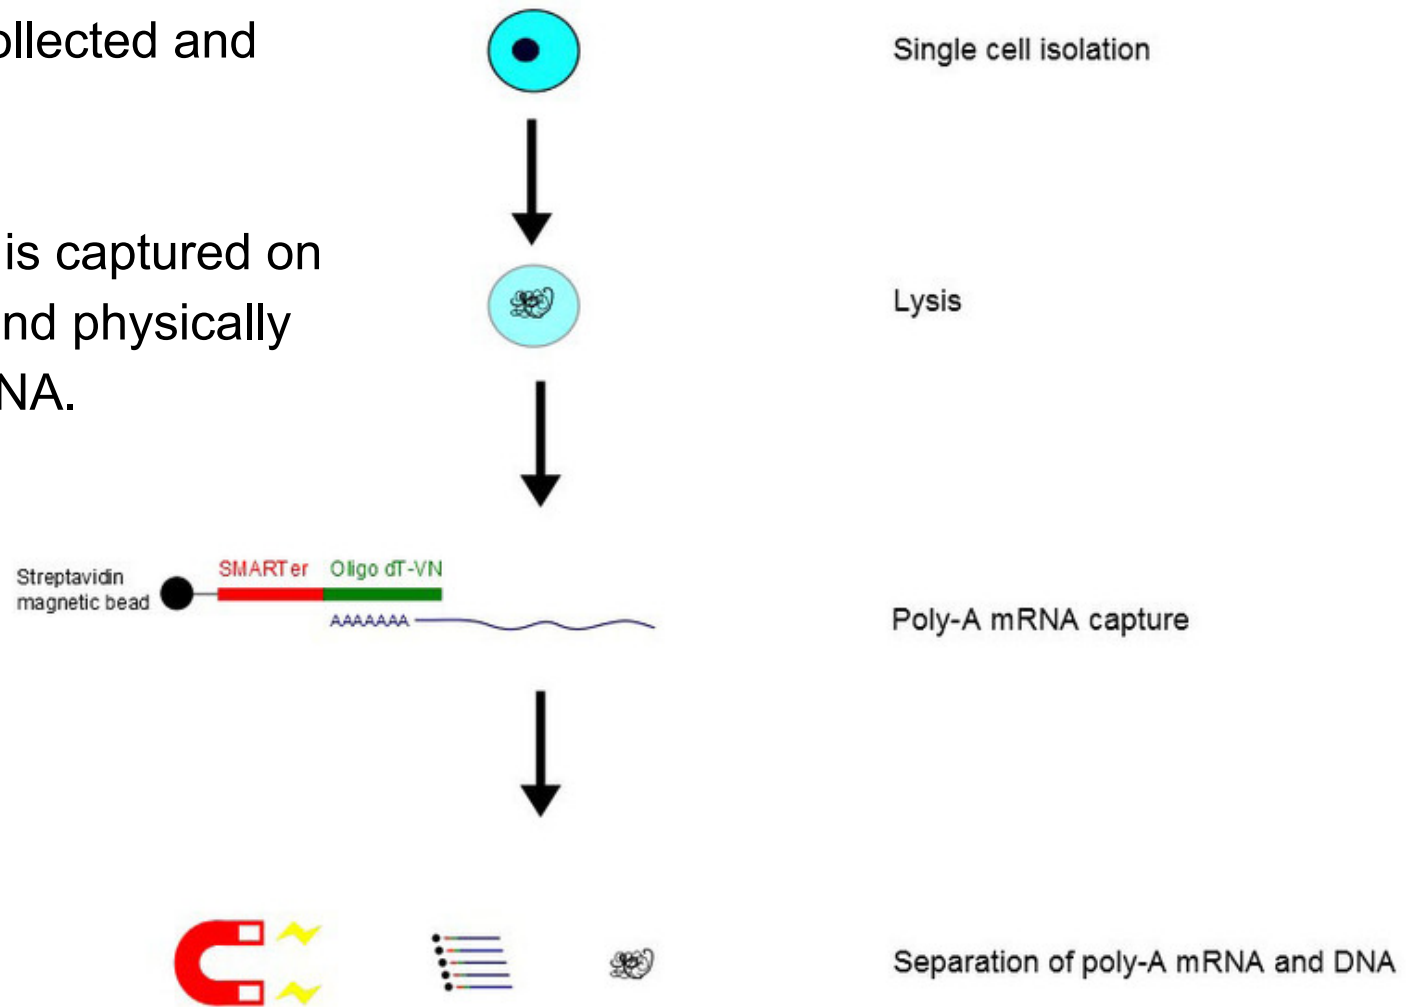 ollected and
Single cell isolation
is captured on
nd physically
NA.
Lysis
Streptavidin
magnetic bead
SMARTer Oligo dT-VN
AAAAAAA
Poly-A mRNA capture
Separation of poly-A mRNA and DNA